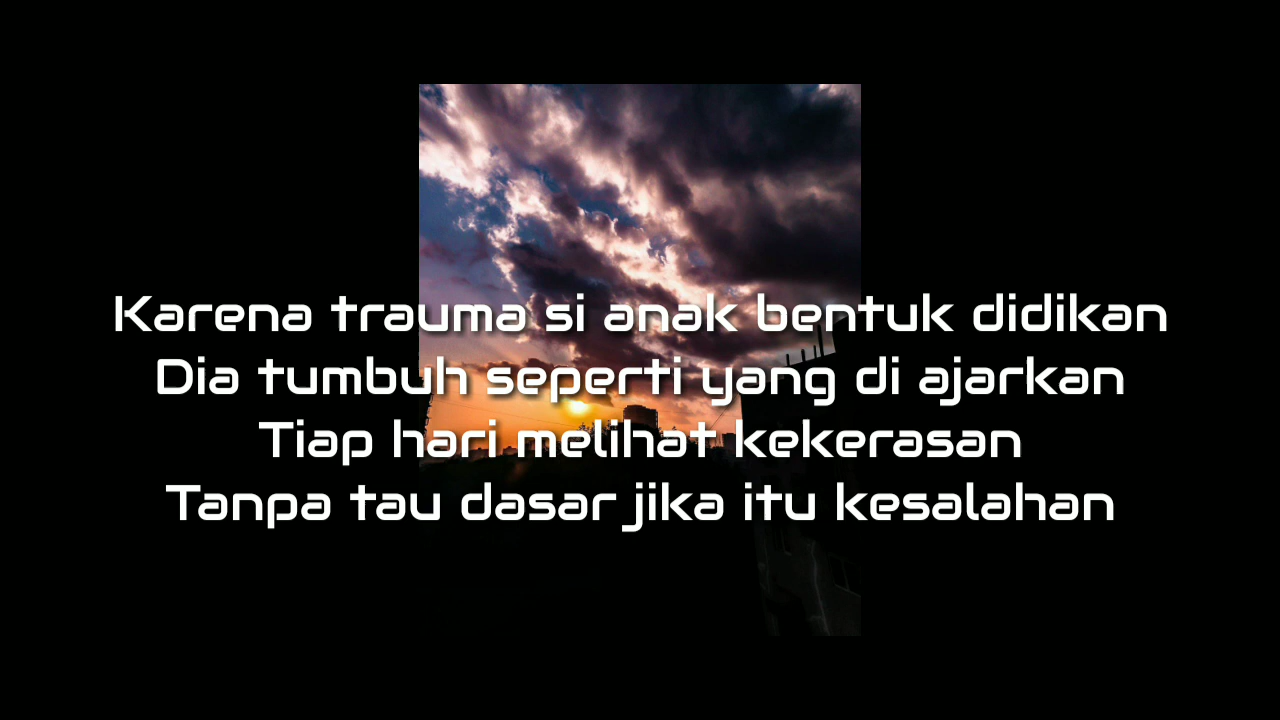 Karena trauma si anak bentuk didikan
Dia tumbuh seperti yang di ajarkan
Tiap hari melihat kekerasan
Tanpa tau dasar jika itu kesalahan